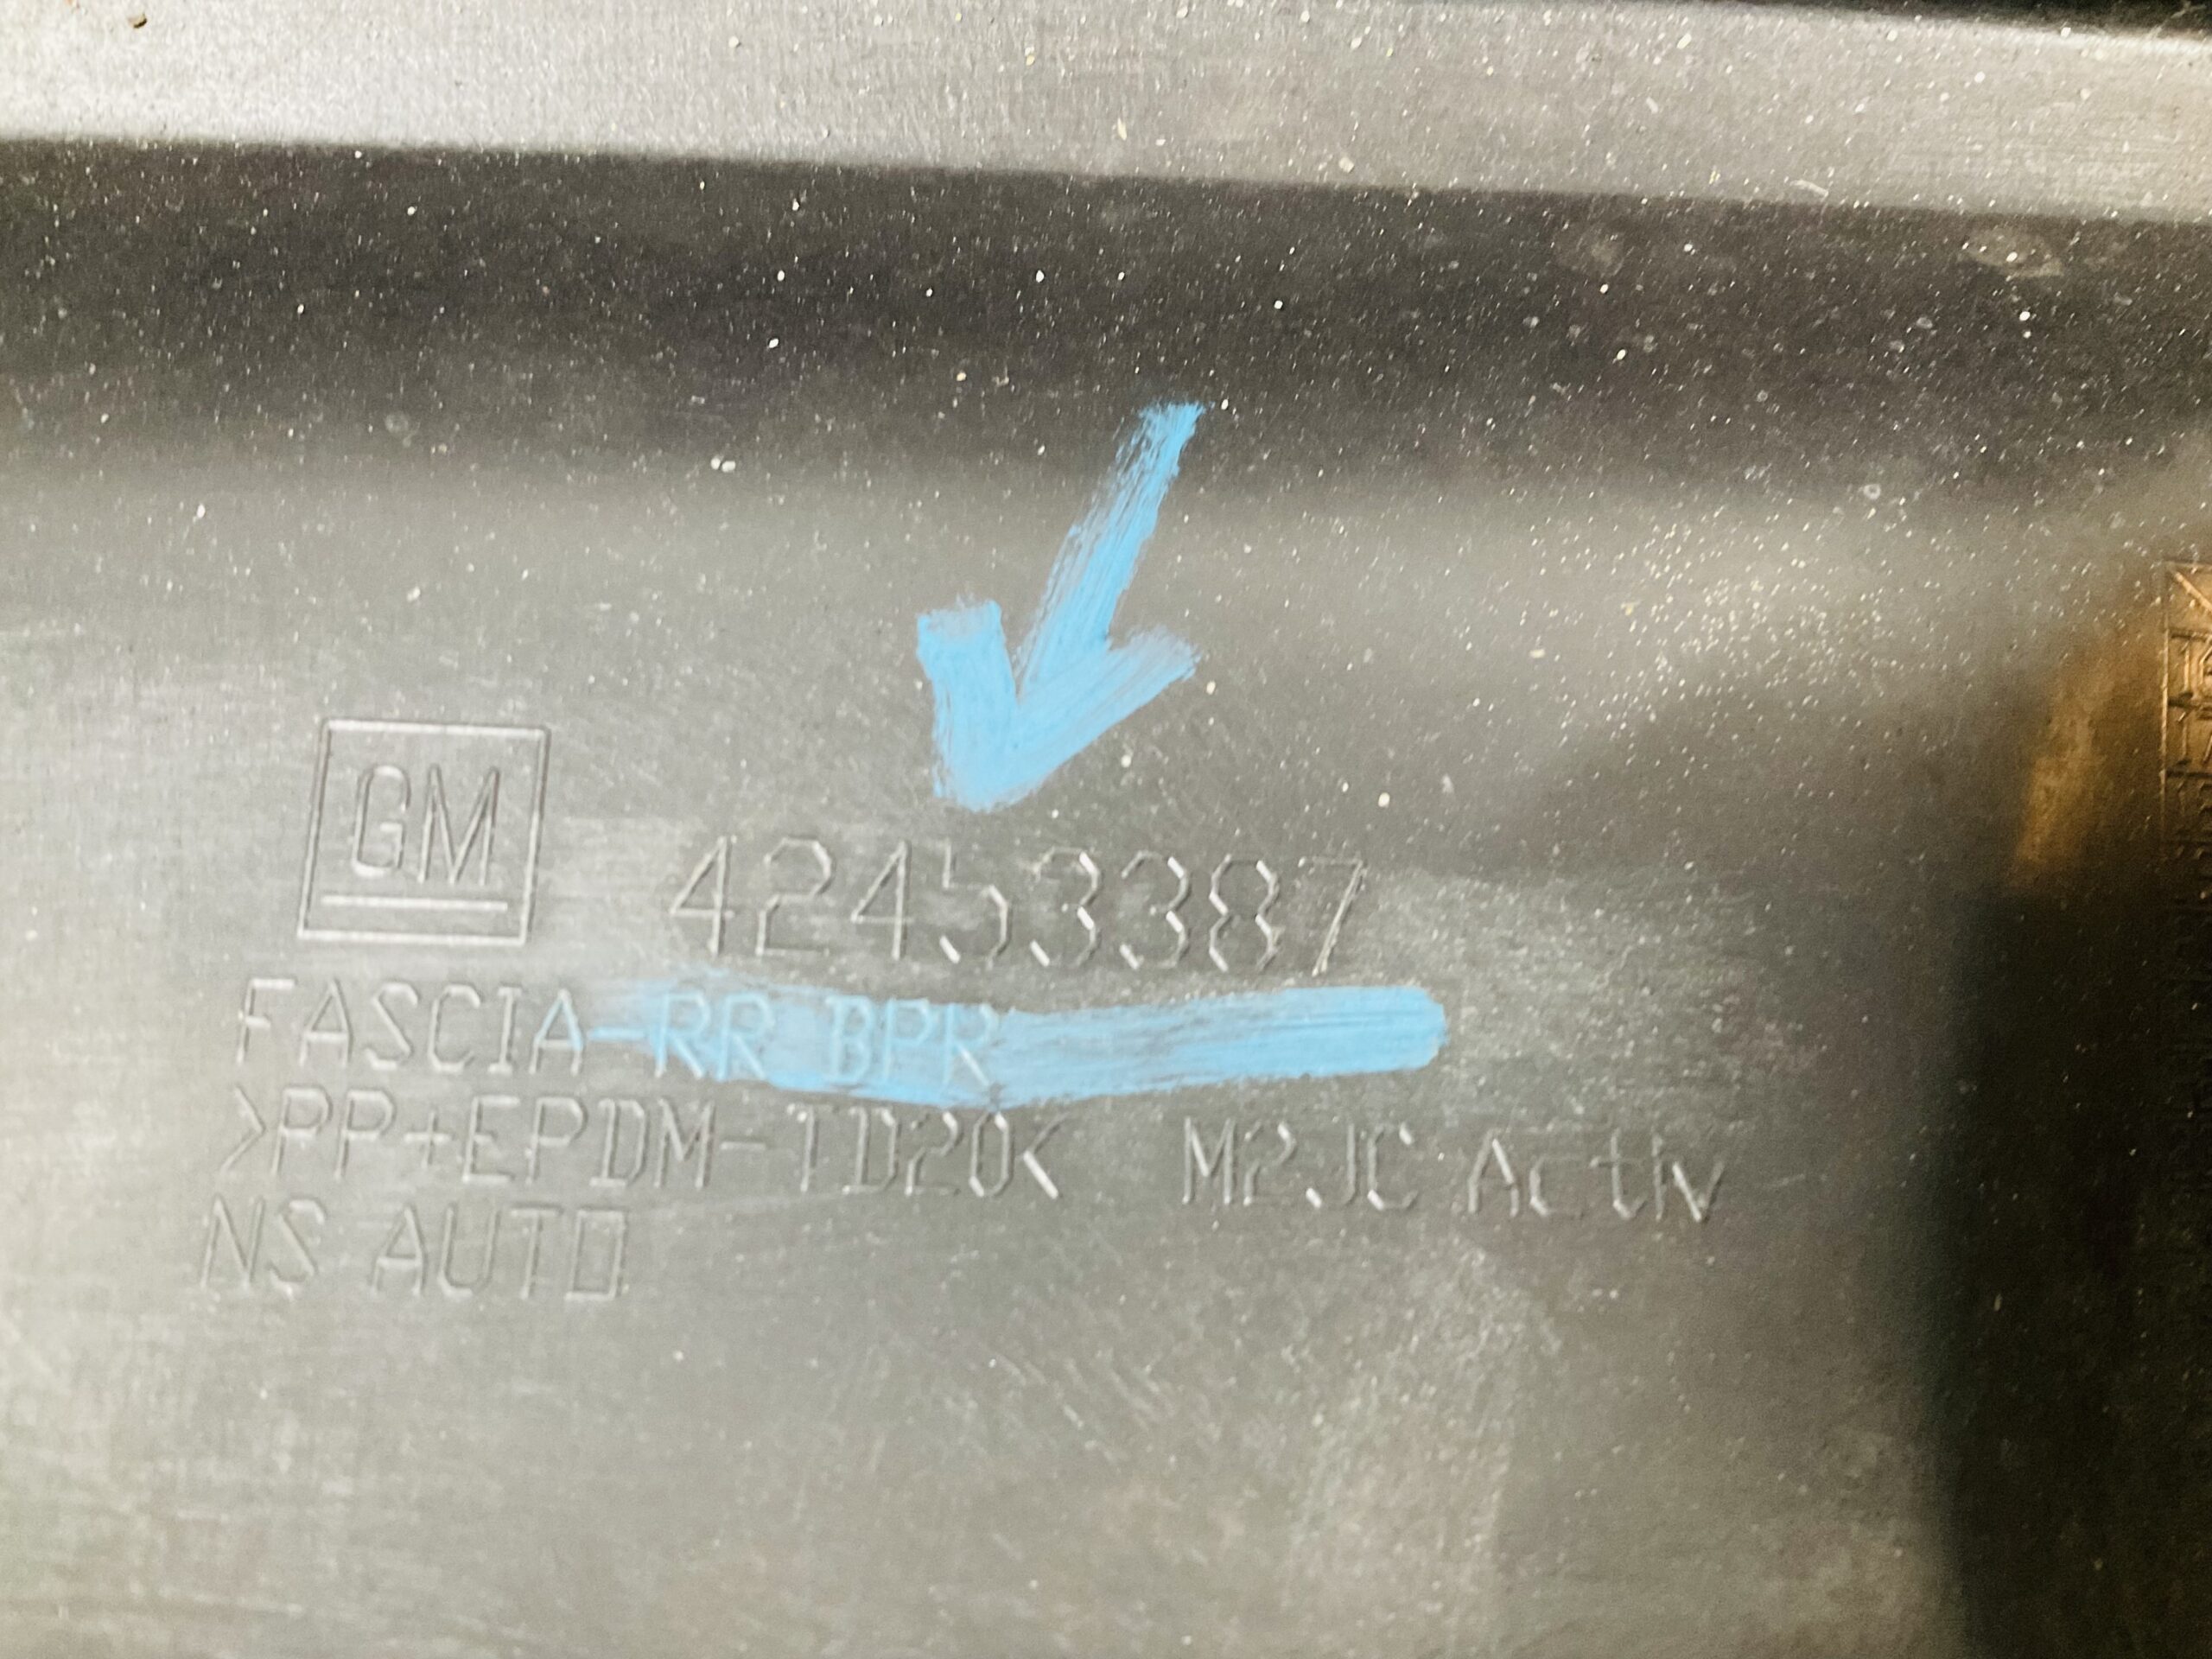 GM 42453387
FASCIA-RR BPR
>PP+EPDM-TD20< M2JC Activ
NS AUTO